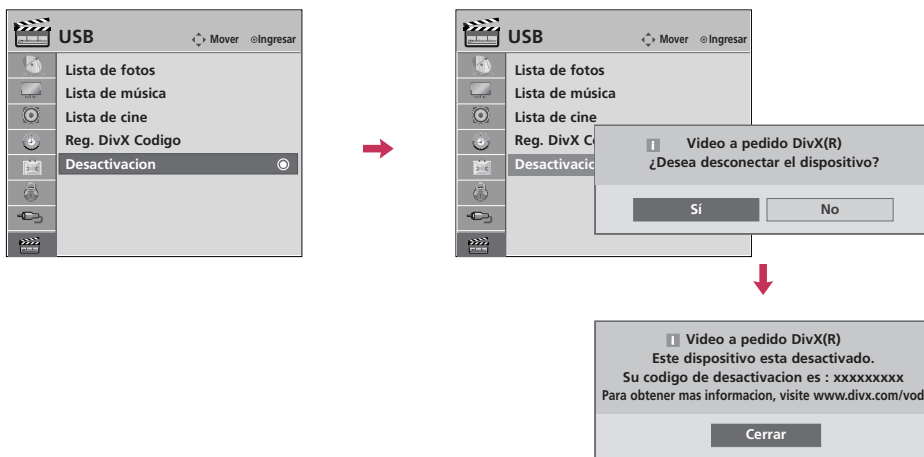 USB Mover Ingresar
Lista de fotos
Lista de música
Lista de cine
Reg. DivX Codigo
Desactivacion
USB Mover Ingresar
Lista de fotos
Lista de música
Lista de cine
Reg. DivX C
Desactivacio
Video a pedido DivX(R)
¿Desea desconectar el dispositivo?
Sí No
Video a pedido DivX(R)
Este dispositivo esta desactivado.
Su codigo de desactivacion es : xxxxxxxxx
Para obtener mas informacion, visite www.divx.com/vod
Cerrar